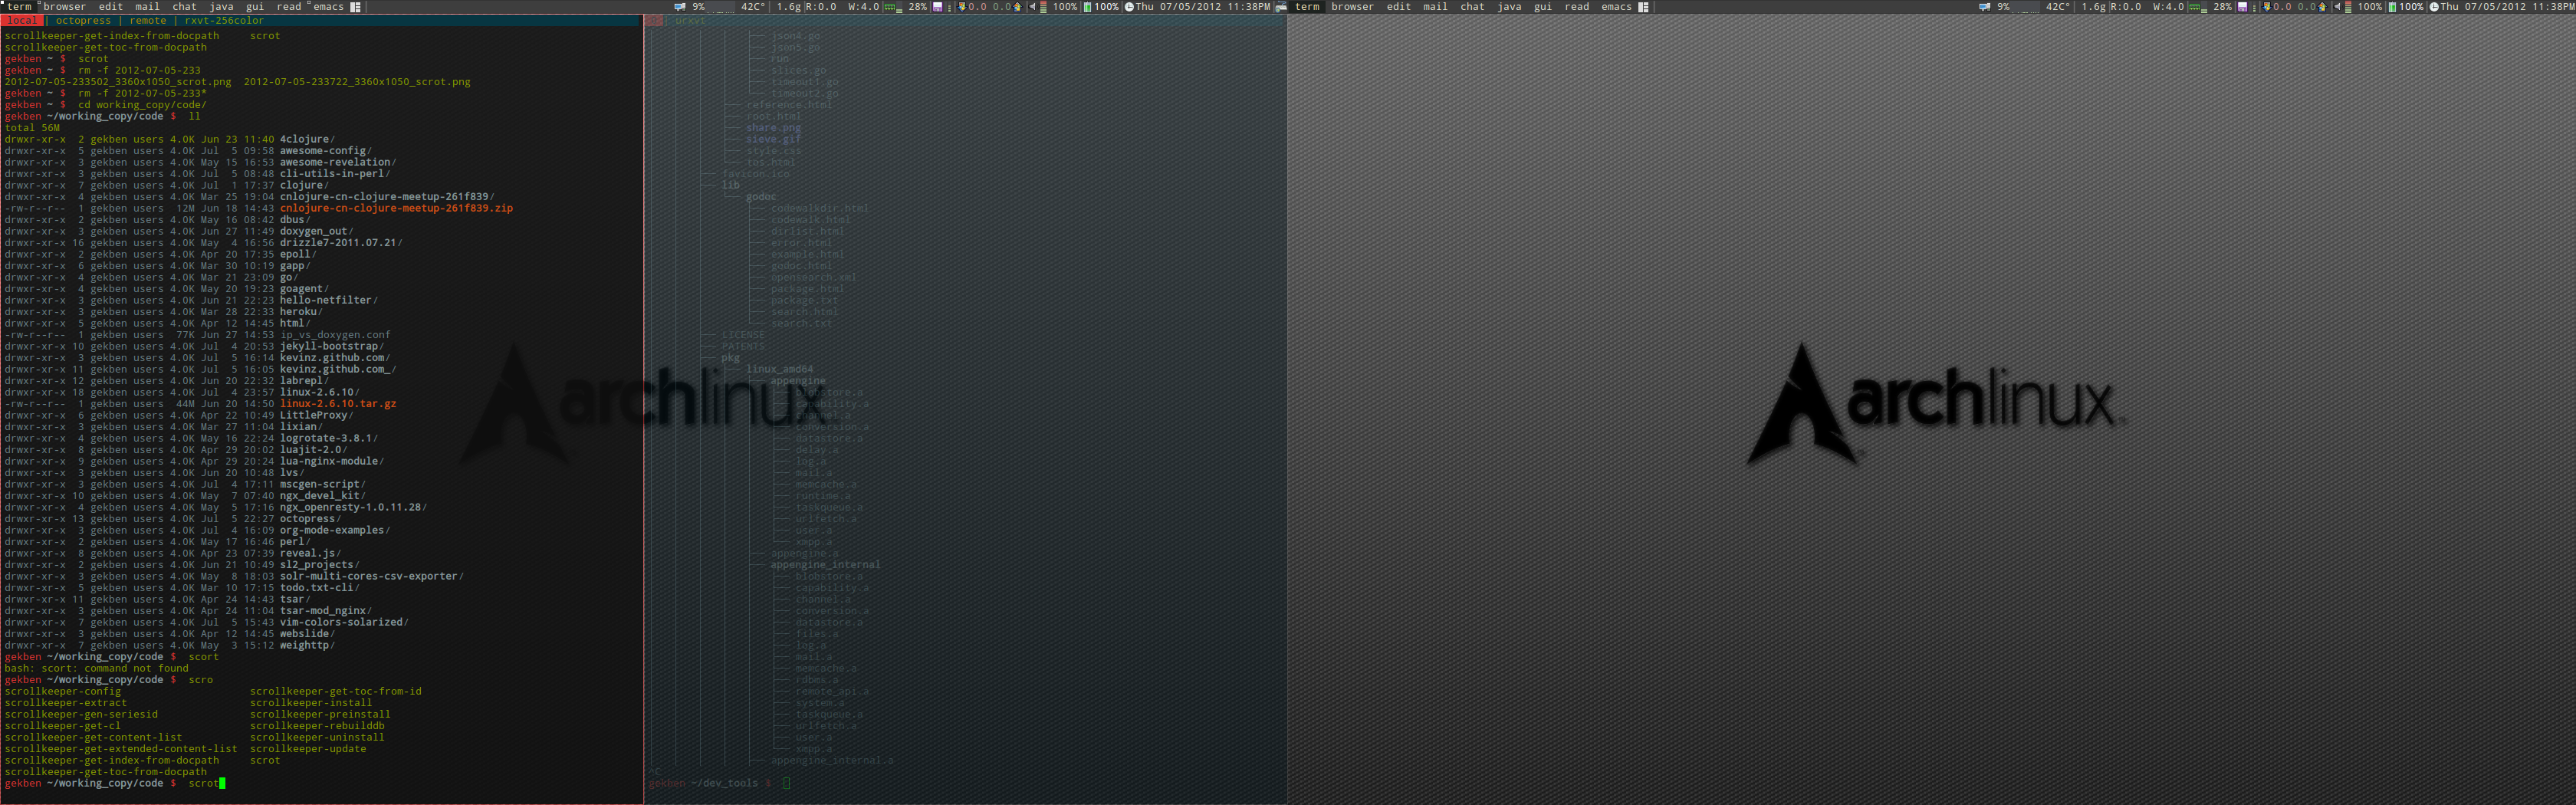 term browser edit mail chat java gui read emacs 9% 42C° | 1.6g R:0.0 W:4.0 28% 0.0 0.0 100% 100% Thu 07/05/2012 11:38PM
term browser edit mail chat java gui read emacs 9% 42C° | 1.6g R:0.0 W:4.0 28% 0.0 0.0 100% 100% Thu 07/05/2012 11:38PM
local | octopress | remote | rxvt-256color
scrollkeeper-get-index-from-docpath scrot
scrollkeeper-get-toc-from-docpath
gekben ~ $ scrot
gekben ~ $ rm -f 2012-07-05-233
2012-07-05-233502_3360x1050_scrot.png 2012-07-05-233722_3360x1050_scrot.png
gekben ~ $ rm -f 2012-07-05-233*
gekben ~ $ cd working_copy/code/
gekben ~/working_copy/code $ ll
total 56M
drwxr-xr-x 2 gekben users 4.0K Jun 23 11:40 4clojure/
drwxr-xr-x 5 gekben users 4.0K Jul 5 09:58 awesome-config/
drwxr-xr-x 3 gekben users 4.0K May 15 16:53 awesome-revelation/
drwxr-xr-x 3 gekben users 4.0K Jul 5 08:48 cli-utils-in-perl/
drwxr-xr-x 7 gekben users 4.0K Jul 1 17:37 clojure/
drwxr-xr-x 4 gekben users 4.0K Mar 25 19:04 cnlojure-cn-clojure-meetup-261f839/
-rw-r--r-- 1 gekben users 12M Jun 18 14:43 cnlojure-cn-clojure-meetup-261f839.zip
drwxr-xr-x 2 gekben users 4.0K May 16 08:42 dbus/
drwxr-xr-x 3 gekben users 4.0K Jun 27 11:49 doxygen_out/
drwxr-xr-x 16 gekben users 4.0K May 4 16:56 drizzle7-2011.07.21/
drwxr-xr-x 2 gekben users 4.0K Apr 20 17:35 epoll/
drwxr-xr-x 6 gekben users 4.0K Mar 30 10:19 gapp/
drwxr-xr-x 4 gekben users 4.0K Mar 21 23:09 go/
drwxr-xr-x 4 gekben users 4.0K May 20 19:23 goagent/
drwxr-xr-x 3 gekben users 4.0K Jun 21 22:23 hello-netfilter/
drwxr-xr-x 3 gekben users 4.0K Mar 28 22:33 heroku/
drwxr-xr-x 5 gekben users 4.0K Apr 12 14:45 html/
-rw-r--r-- 1 gekben users 77K Jun 27 14:53 ip_vs_doxygen.conf
drwxr-xr-x 10 gekben users 4.0K Jul 4 20:53 jekyll-bootstrap/
drwxr-xr-x 3 gekben users 4.0K Jul 5 16:14 kevinz.github.com/
drwxr-xr-x 11 gekben users 4.0K Jul 5 16:05 kevinz.github.com_/
drwxr-xr-x 12 gekben users 4.0K Jun 20 22:32 labrepl/
drwxr-xr-x 18 gekben users 4.0K Jul 4 23:57 linux-2.6.10/
-rw-r--r-- 1 gekben users 44M Jun 20 14:50 linux-2.6.10.tar.gz
drwxr-xr-x 6 gekben users 4.0K Apr 22 10:49 LittleProxy/
drwxr-xr-x 3 gekben users 4.0K Mar 27 11:04 lixian/
drwxr-xr-x 4 gekben users 4.0K May 16 22:24 logrotate-3.8.1/
drwxr-xr-x 8 gekben users 4.0K Apr 29 20:02 luajit-2.0/
drwxr-xr-x 9 gekben users 4.0K Apr 29 20:24 lua-nginx-module/
drwxr-xr-x 3 gekben users 4.0K Jun 20 10:48 lvs/
drwxr-xr-x 3 gekben users 4.0K Jul 4 17:11 mscgen-script/
drwxr-xr-x 10 gekben users 4.0K May 7 07:40 ngx_devel_kit/
drwxr-xr-x 4 gekben users 4.0K May 5 17:16 ngx_openresty-1.0.11.28/
drwxr-xr-x 13 gekben users 4.0K Jul 5 22:27 octopress/
drwxr-xr-x 3 gekben users 4.0K Jul 4 16:09 org-mode-examples/
drwxr-xr-x 2 gekben users 4.0K May 17 16:46 perl/
drwxr-xr-x 8 gekben users 4.0K Apr 23 07:39 reveal.js/
drwxr-xr-x 2 gekben users 4.0K Jun 21 10:49 sl2_projects/
drwxr-xr-x 3 gekben users 4.0K May 8 18:03 solr-multi-cores-csv-exporter/
drwxr-xr-x 5 gekben users 4.0K Mar 10 17:15 todo.txt-cli/
drwxr-xr-x 11 gekben users 4.0K Apr 24 14:43 tsar/
drwxr-xr-x 3 gekben users 4.0K Apr 24 11:04 tsar-mod_nginx/
drwxr-xr-x 7 gekben users 4.0K Jul 5 15:43 vim-colors-solarized/
drwxr-xr-x 3 gekben users 4.0K Apr 12 14:45 webslide/
drwxr-xr-x 7 gekben users 4.0K May 3 15:12 weighttp/
gekben ~/working_copy/code $ scort
bash: scort: command not found
gekben ~/working_copy/code $ scro
scrollkeeper-config scrollkeeper-get-toc-from-id
scrollkeeper-extract scrollkeeper-install
scrollkeeper-gen-seriesid scrollkeeper-preinstall
scrollkeeper-get-cl scrollkeeper-rebuilddb
scrollkeeper-get-content-list scrollkeeper-uninstall
scrollkeeper-get-extended-content-list scrollkeeper-update
scrollkeeper-get-index-from-docpath scrot
scrollkeeper-get-toc-from-docpath
gekben ~/working_copy/code $ scrot
urxvt
json4.go
json5.go
run
slices.go
timeout1.go
timeout2.go
reference.html
root.html
share.png
sieve.gif
style.css
tos.html
favicon.ico
lib
godoc
codewalkdir.html
codewalk.html
dirlist.html
error.html
example.html
godoc.html
opensearch.xml
package.html
package.txt
search.html
search.txt
LICENSE
PATENTS
pkg
linux_amd64
appengine
blobstore.a
capability.a
channel.a
conversion.a
datastore.a
delay.a
log.a
mail.a
memcache.a
runtime.a
taskqueue.a
urlfetch.a
user.a
xmpp.a
appengine.a
appengine_internal
blobstore.a
capability.a
channel.a
conversion.a
datastore.a
files.a
log.a
mail.a
memcache.a
rdbms.a
remote_api.a
system.a
taskqueue.a
urlfetch.a
user.a
xmpp.a
appengine_internal.a
^C
gekben ~/dev_tools $
archlinux
archlinux